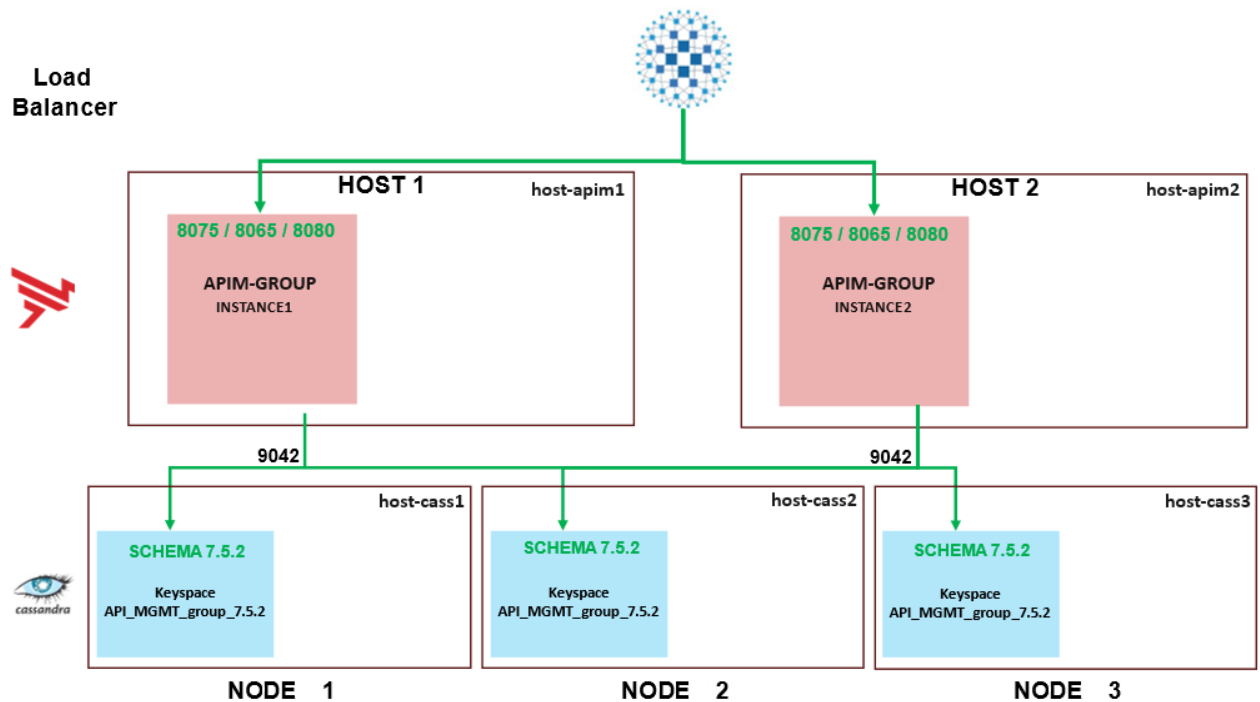 Load
Balancer
HOST 1
host-apim1
HOST 2
host-apim2
8075 / 8065 / 8080
APIM-GROUP
INSTANCE1
8075 / 8065 / 8080
APIM-GROUP
INSTANCE2
9042
9042
host-cass1
host-cass2
host-cass3
SCHEMA 7.5.2
Keyspace
API_MGMT_group_7.5.2
SCHEMA 7.5.2
Keyspace
API_MGMT_group_7.5.2
SCHEMA 7.5.2
Keyspace
API_MGMT_group_7.5.2
cassandra
NODE 1
NODE 2
NODE 3